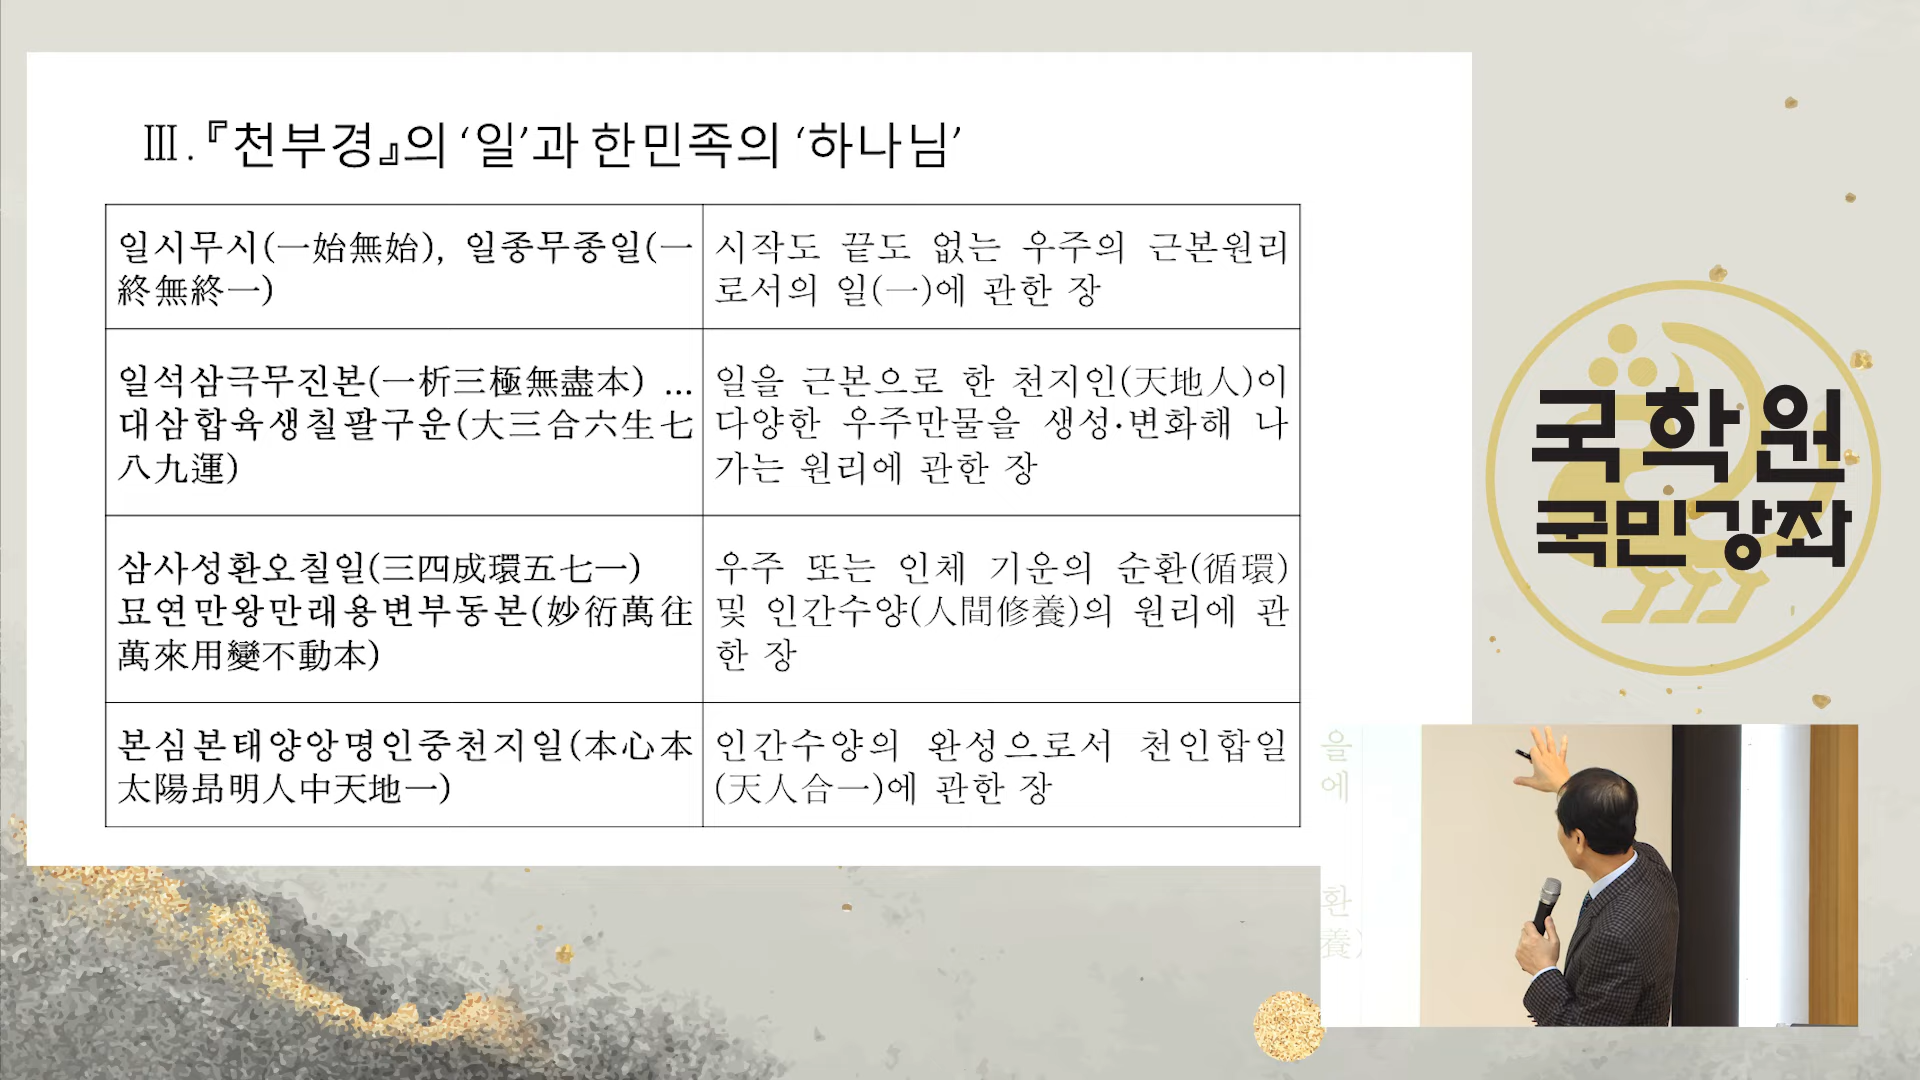 Ⅲ.『천부경』의 ‘일’과 한민족의 ‘하나님’
일시무시(一始無始), 일종무종일(一
終無終一)
시작도 끝도 없는 우주의 근본원리
로서의 일(一)에 관한 장
일석삼극무진본(一析三極無盡本) ...
대삼합육생칠팔구운(大三合六生七
八九運)
일을 근본으로 한 천지인(天地人)이
다양한 우주만물을 생성·변화해 나
가는 원리에 관한 장
삼사성환오칠일(三四成環五七一)
묘연만왕만래용변부동본(妙衍萬往
萬來用變不動本)
우주 또는 인체 기운의 순환(循環)
및 인간수양(人間修養)의 원리에 관
한 장
본심본태양앙명인중천지일(本心本
太陽昻明人中天地一)
인간수양의 완성으로서 천인합일
(天人合一)에 관한 장
국학원
국민강좌
을
에
환
養)